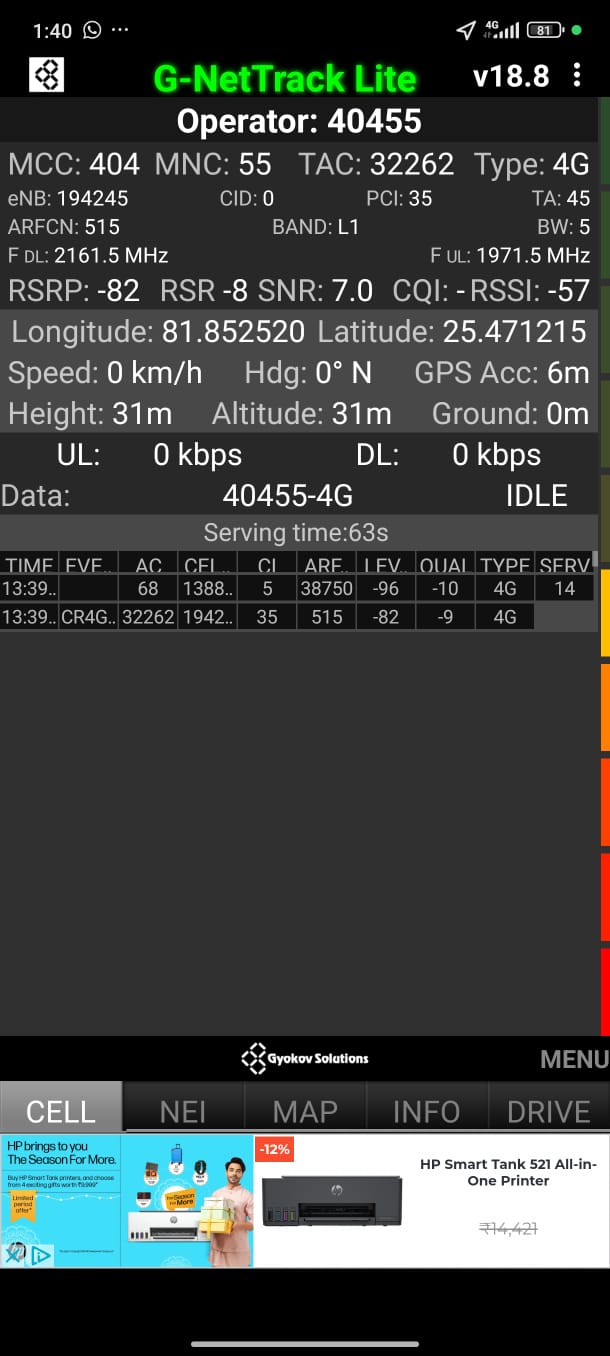 1:40 ... 4G 81
G-NetTrack Lite v18.8
Operator: 40455
MCC: 404 MNC: 55 TAC: 32262 Type: 4G
eNB: 194245 CID: 0 PCI: 35 TA: 45
ARFCN: 515 BAND: L1 BW: 5
F DL: 2161.5 MHz F UL: 1971.5 MHz
RSRP: -82 RSR -8 SNR: 7.0 CQI: - RSSI: -57
Longitude: 81.852520 Latitude: 25.471215
Speed: 0 km/h Hdg: 0° N GPS Acc: 6m
Height: 31m Altitude: 31m Ground: 0m
UL: 0 kbps DL: 0 kbps
Data: 40455-4G IDLE
Serving time:63s
TIME EVE.. AC CEL.. CI ARF.. LEV.. QUAL TYPE SERV
13:39.. 68 1388.. 5 38750 -96 -10 4G 14
13:39.. CR4G.. 32262 1942.. 35 515 -82 -9 4G
Gyokov Solutions MENU
CELL NEI MAP INFO DRIVE
HP brings to you
The Season For More.
Buy HP Smart Tank printers, and choose
from 4 exciting gifts worth ₹9,999*
Limited
period
offer*
The Season
For More
-12%
HP Smart Tank 521 All-in-
One Printer
₹14,421